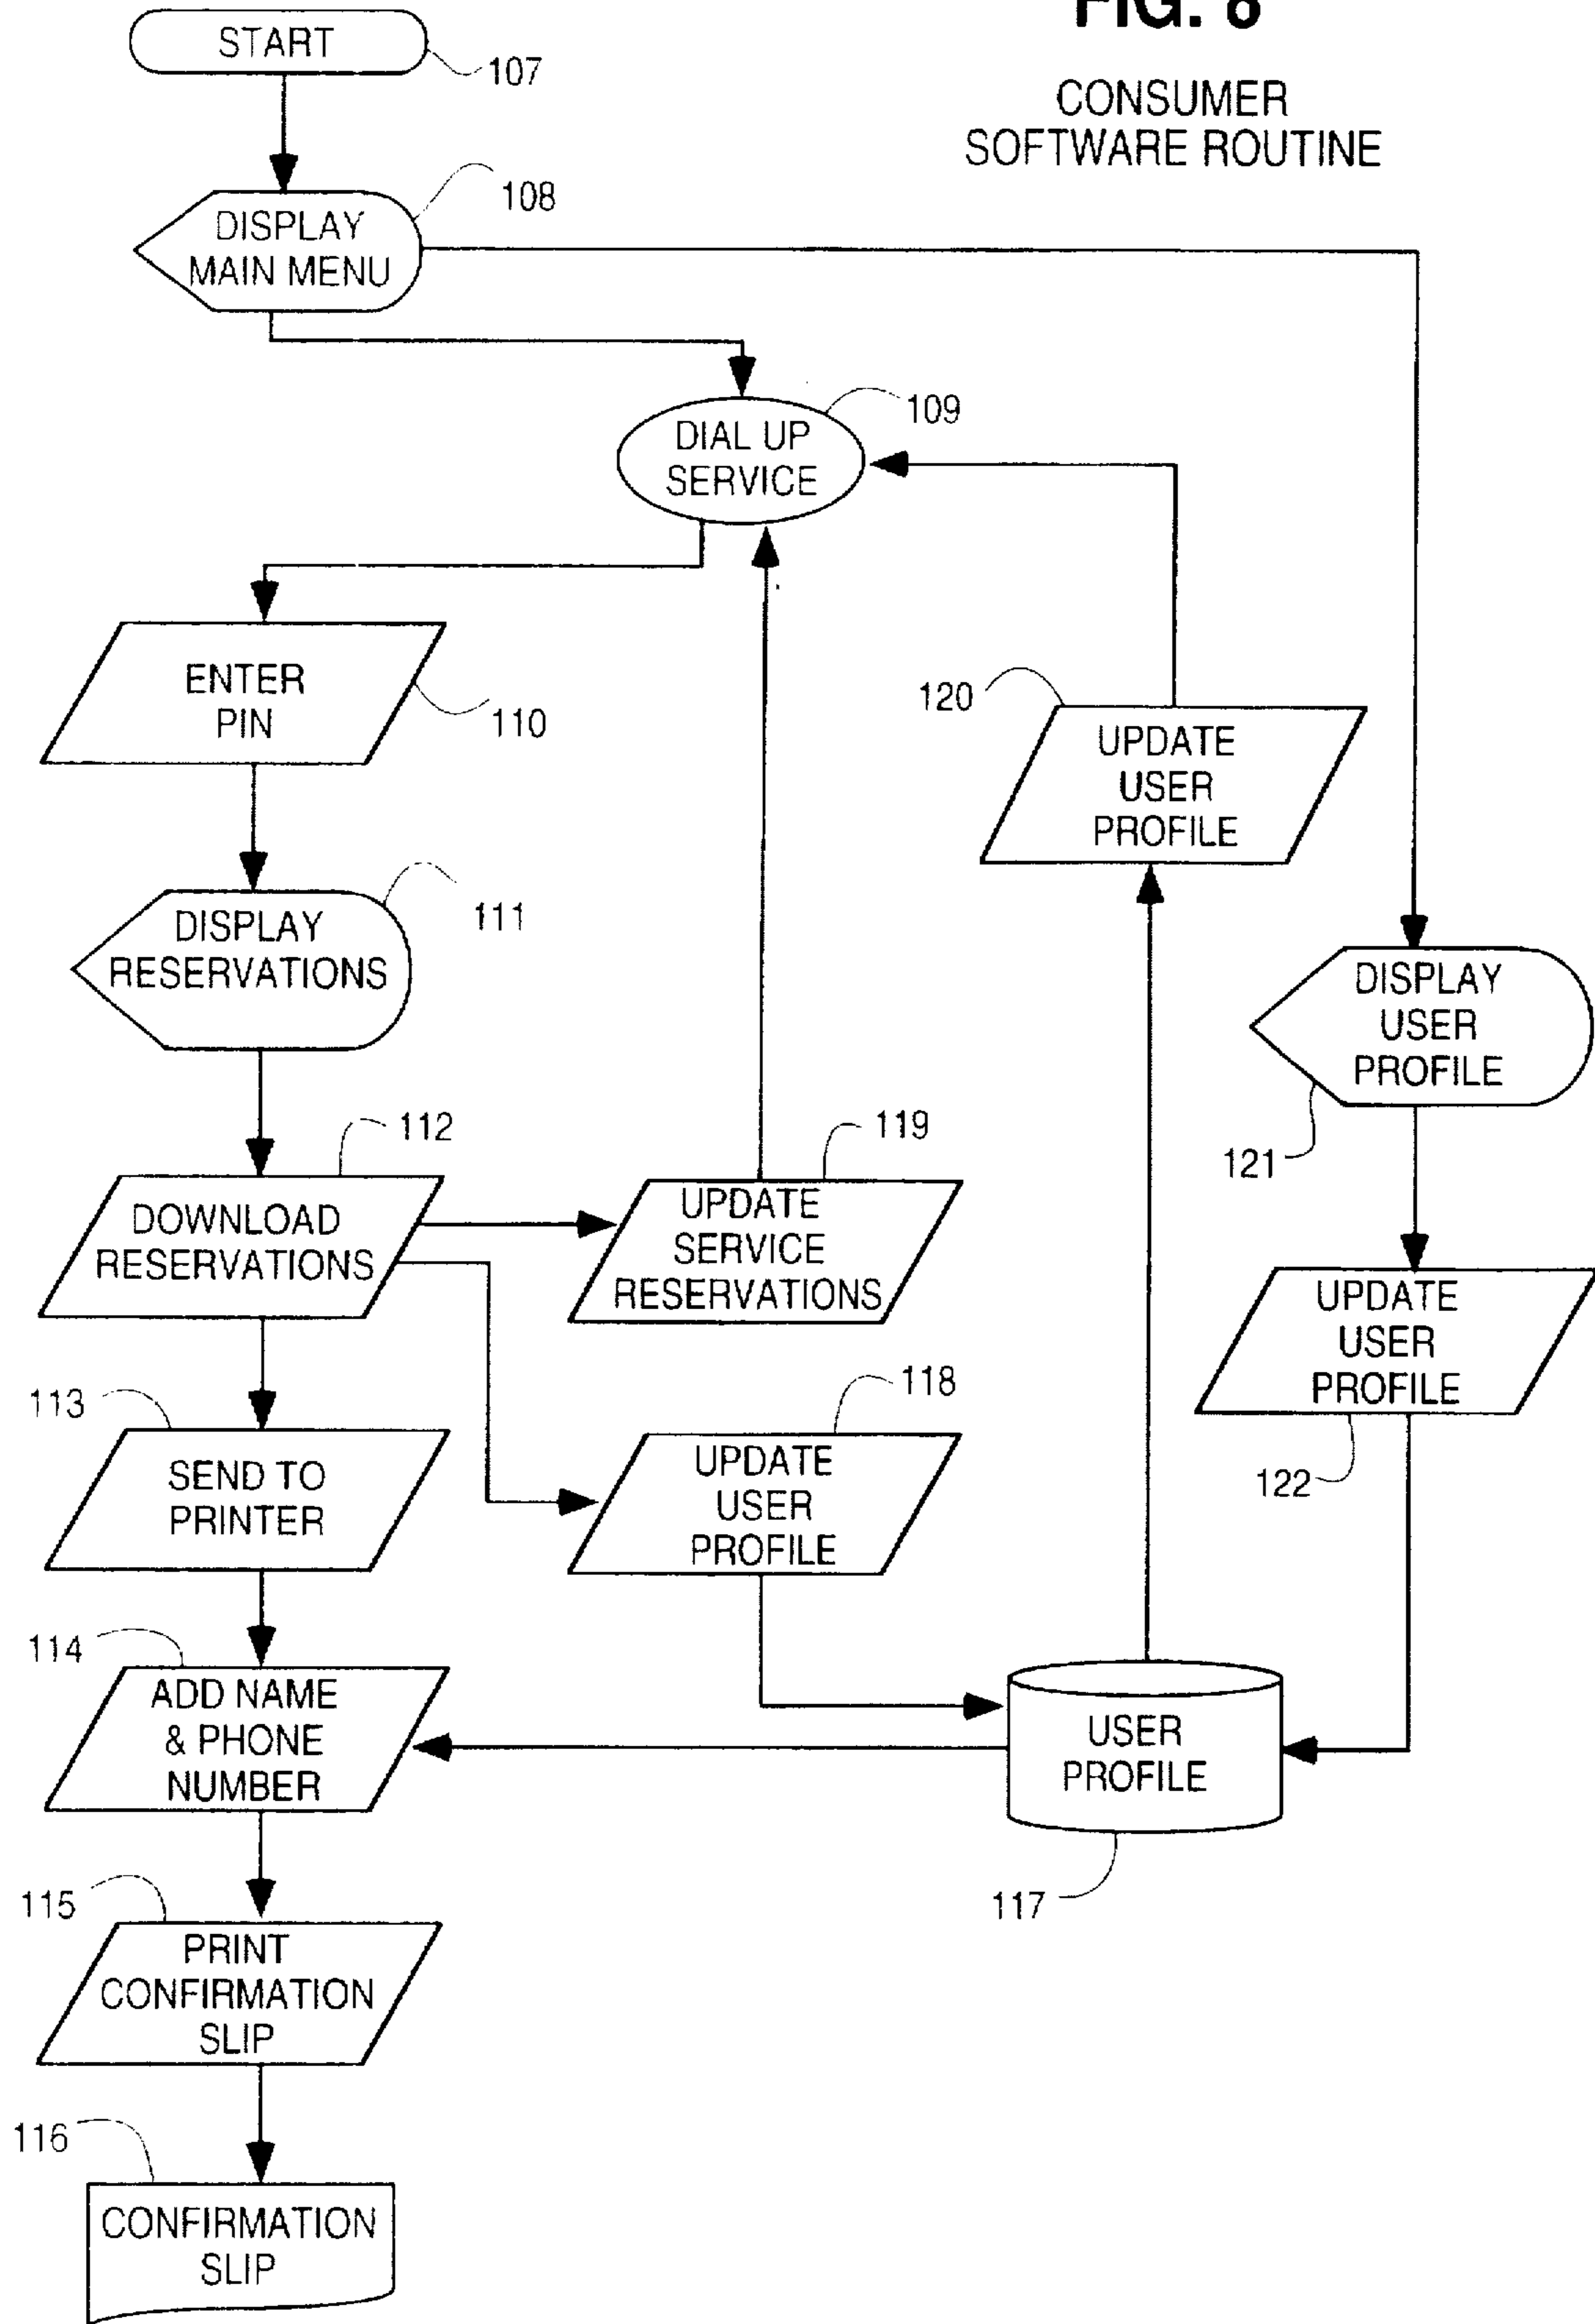 FIG. 8
CONSUMER
SOFTWARE ROUTINE
START
107
DISPLAY
MAIN MENU
108
DIAL UP
SERVICE
109
ENTER
PIN
110
DISPLAY
RESERVATIONS
111
DOWNLOAD
RESERVATIONS
112
UPDATE
SERVICE
RESERVATIONS
119
120
UPDATE
USER
PROFILE
DISPLAY
USER
PROFILE
121
UPDATE
USER
PROFILE
122
113
SEND TO
PRINTER
UPDATE
USER
PROFILE
118
114
ADD NAME
& PHONE
NUMBER
USER
PROFILE
117
115
PRINT
CONFIRMATION
SLIP
116
CONFIRMATION
SLIP